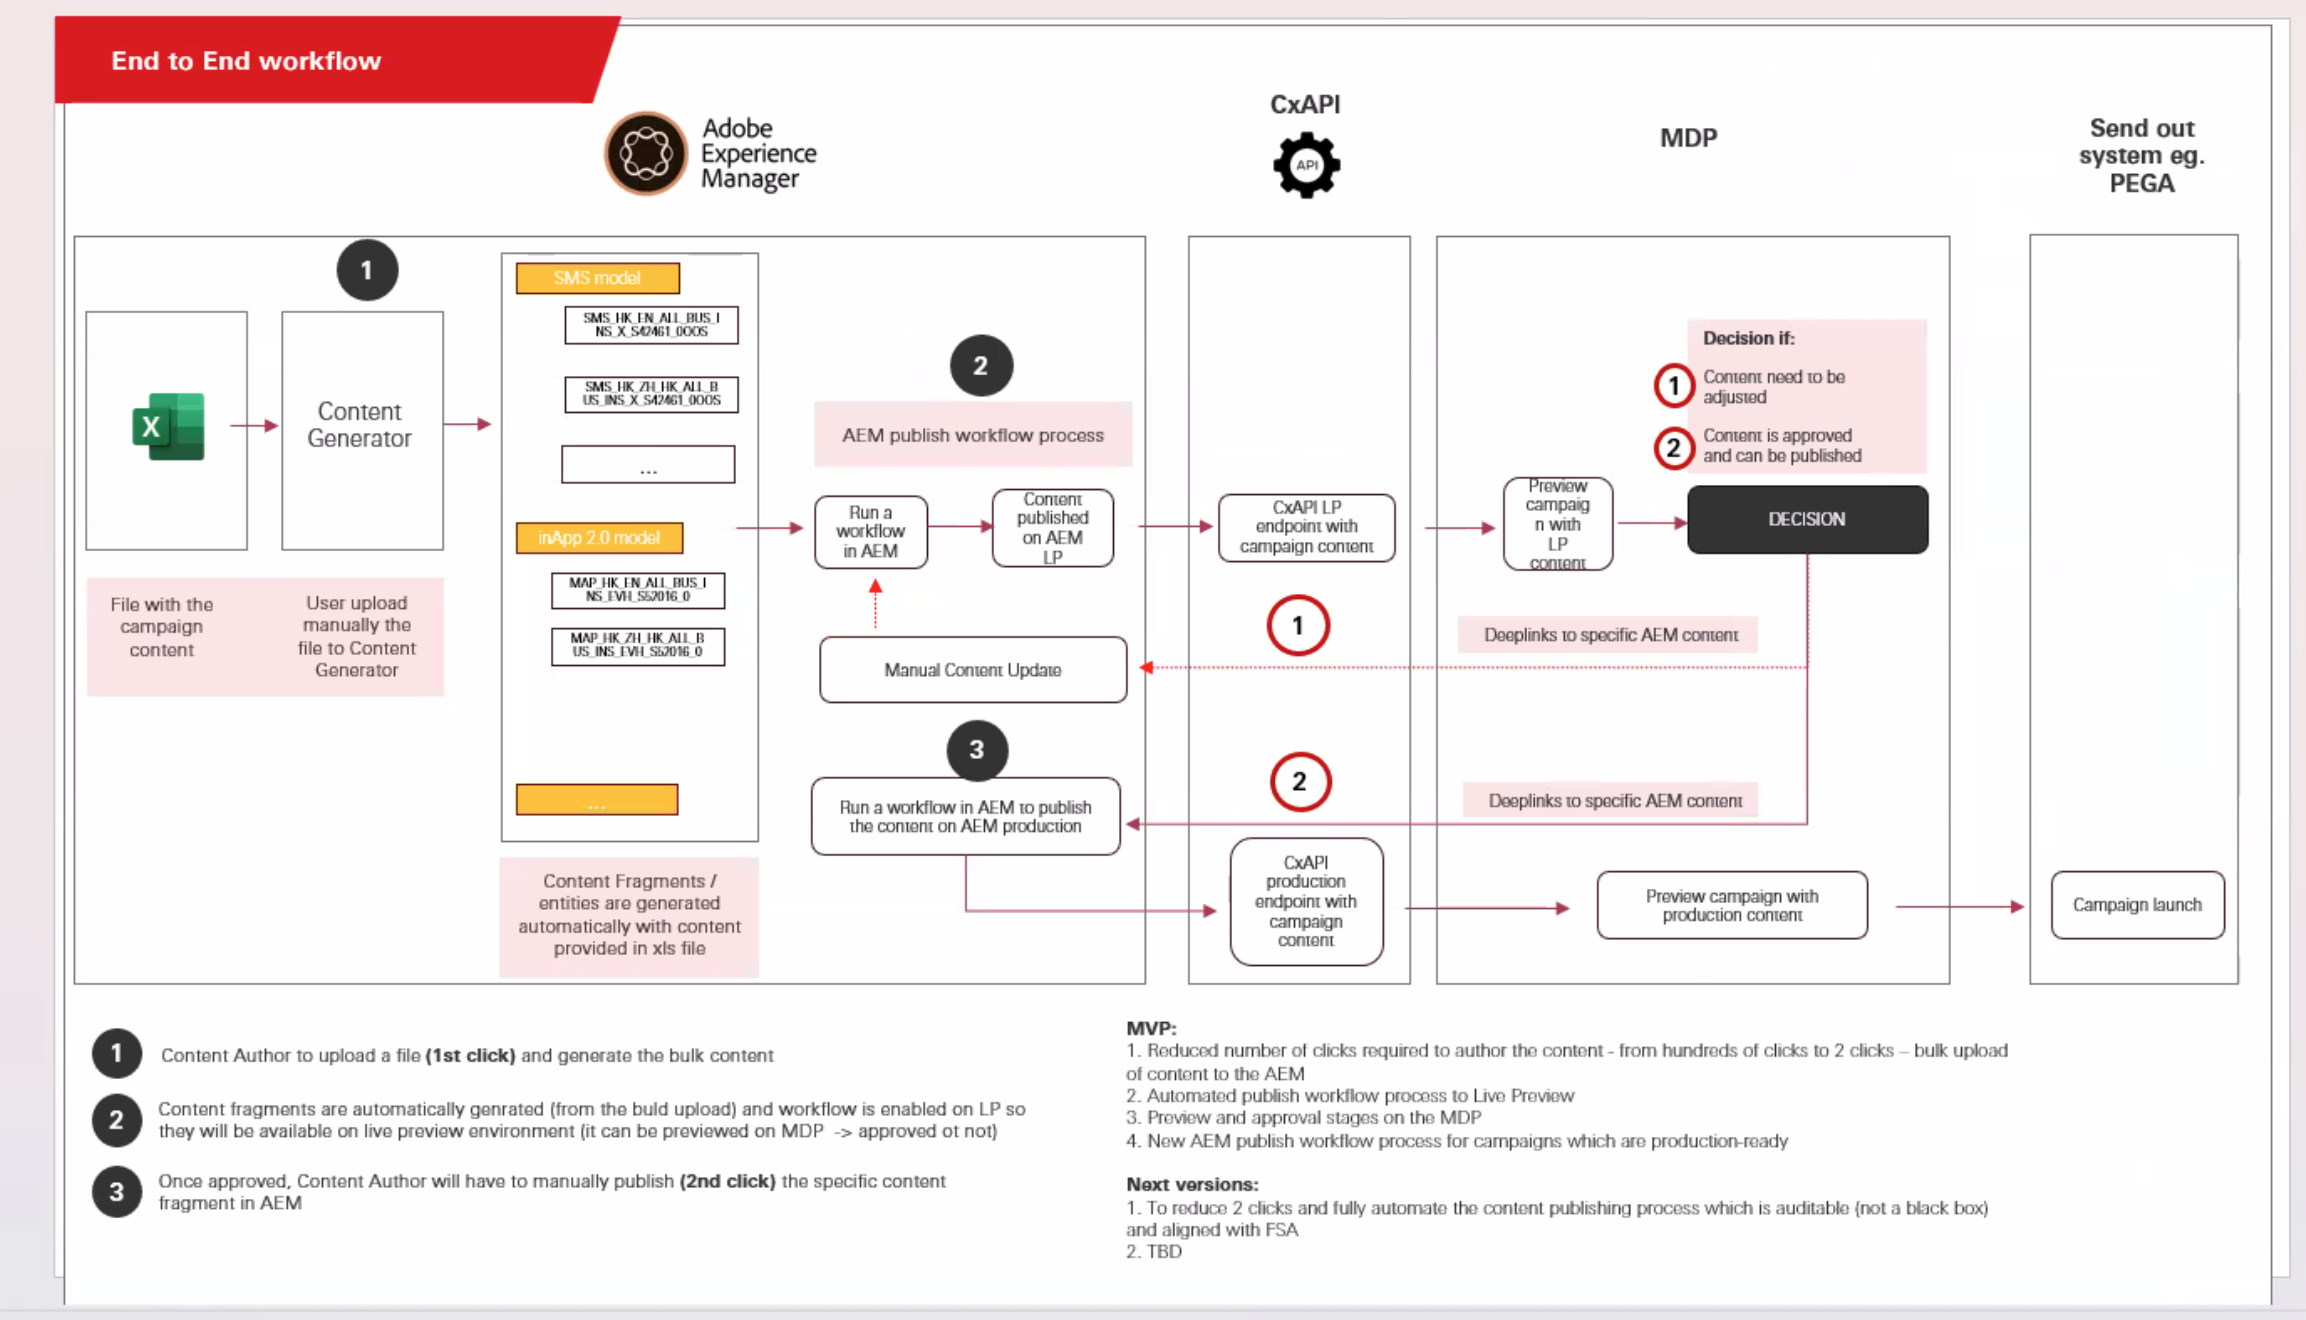 End to End workflow
Adobe
Experience
Manager
CxAPI
API
MDP
Send out
system eg.
PEGA
1
X
Content
Generator
File with the
campaign
content
User upload
manually the
file to Content
Generator
SMS model
SMS_HK_EN_ALL_BUS_I
NS_X_S42461_0OOS
SMS_HK_ZH_HK_ALL_B
US_INS_X_S42461_0OOS
...
inApp 2.0 model
MAP_HK_EN_ALL_BUS_I
NS_EVH_S52016_0
MAP_HK_ZH_HK_ALL_B
US_INS_EVH_S52016_0
...
Content Fragments /
entities are generated
automatically with content
provided in xls file
2
AEM publish workflow process
Run a
workflow
in AEM
Content
published
on AEM
LP
Manual Content Update
3
Run a workflow in AEM to publish
the content on AEM production
CxAPI LP
endpoint with
campaign content
1
2
CxAPI
production
endpoint with
campaign
content
Decision if:
1 Content need to be
adjusted
2 Content is approved
and can be published
Preview
campaig
n with
LP
content
DECISION
Deeplinks to specific AEM content
Deeplinks to specific AEM content
Preview campaign with
production content
Campaign launch
1 Content Author to upload a file (1st click) and generate the bulk content
2 Content fragments are automatically genrated (from the buld upload) and workflow is enabled on LP so
they will be available on live preview environment (it can be previewed on MDP -> approved ot not)
3 Once approved, Content Author will have to manually publish (2nd click) the specific content
fragment in AEM
MVP:
1. Reduced number of clicks required to author the content - from hundreds of clicks to 2 clicks – bulk upload
of content to the AEM
2. Automated publish workflow process to Live Preview
3. Preview and approval stages on the MDP
4. New AEM publish workflow process for campaigns which are production-ready
Next versions:
1. To reduce 2 clicks and fully automate the content publishing process which is auditable (not a black box)
and aligned with FSA
2. TBD